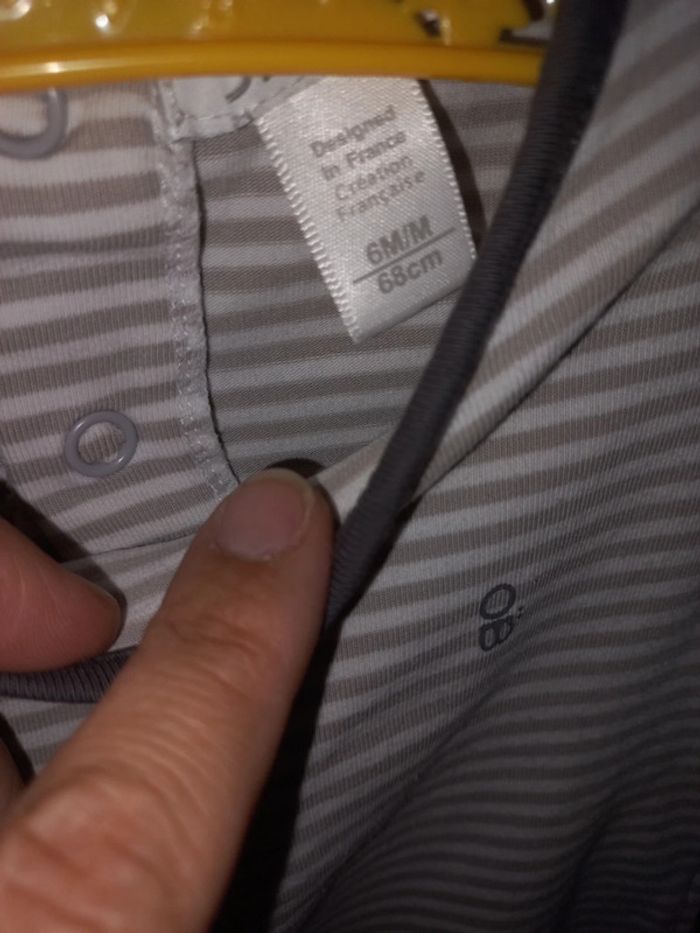 Designed
in France
Création
Française
6M/M
68cm
OB